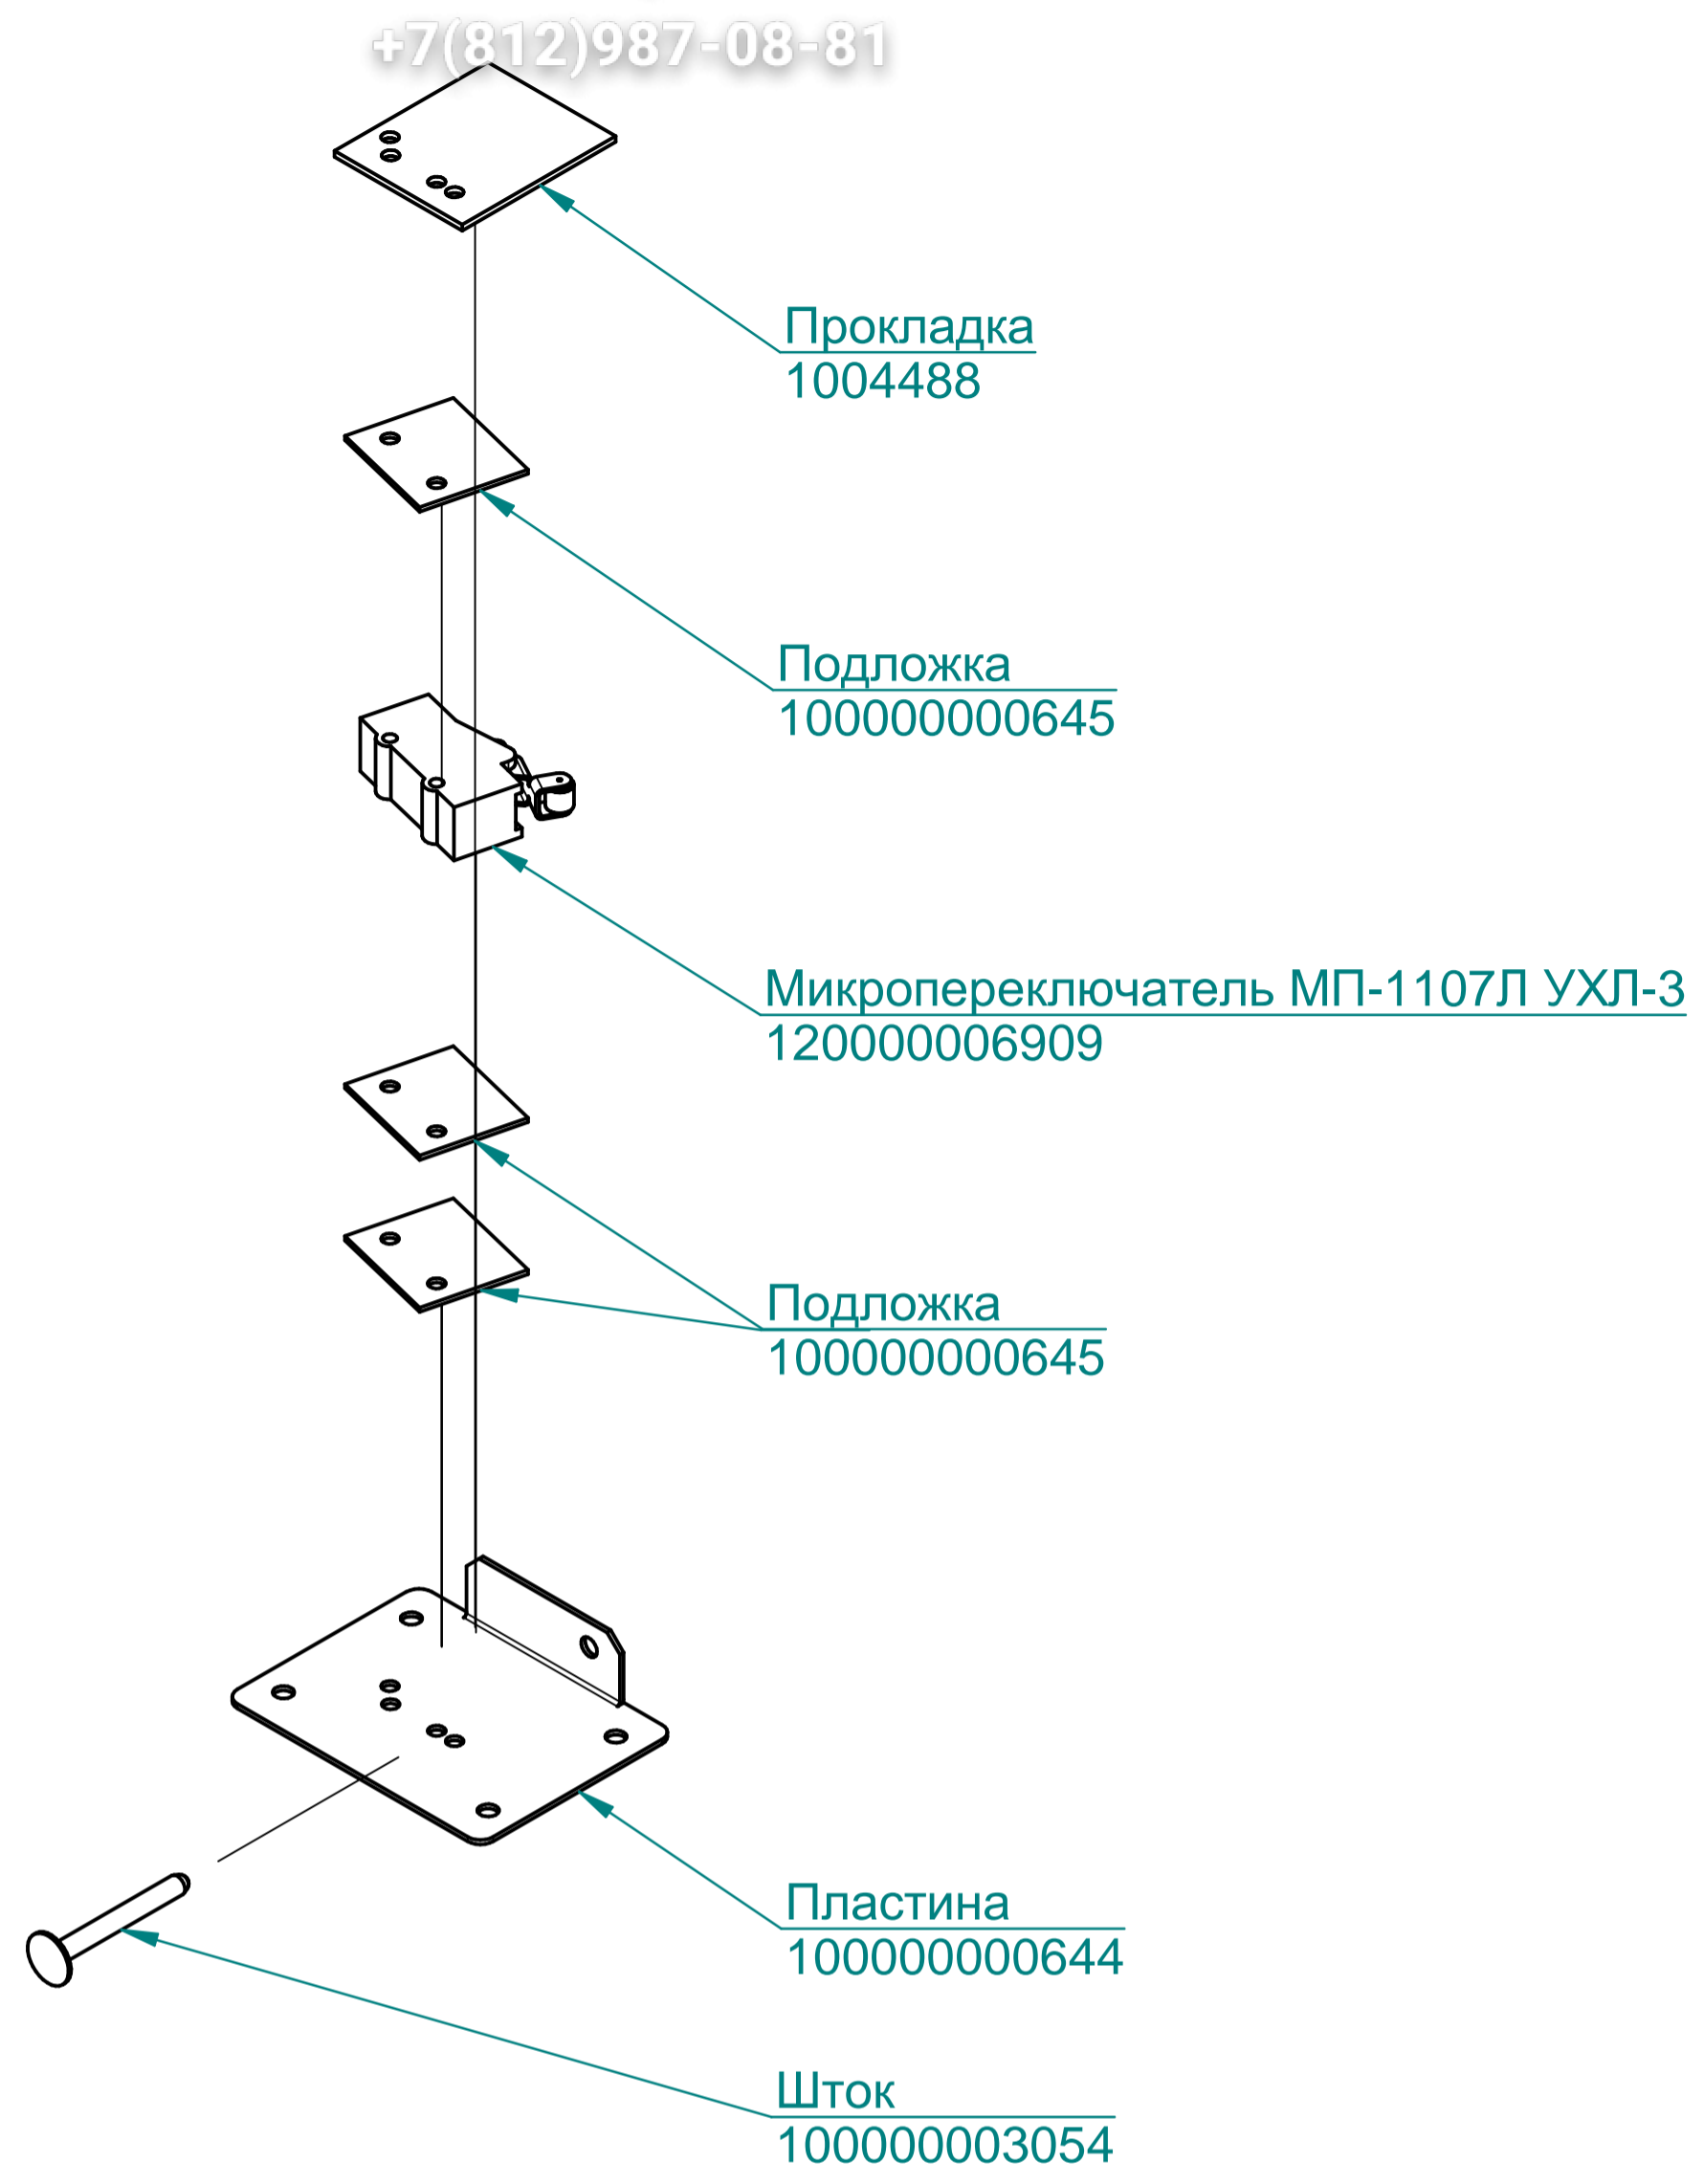 +7(812)987-08-81
Прокладка
1004488
Подложка
100000000645
Микропереключатель МП-1107Л УХЛ-3
120000006909
Подложка
100000000645
Пластина
100000000644
Шток
100000003054